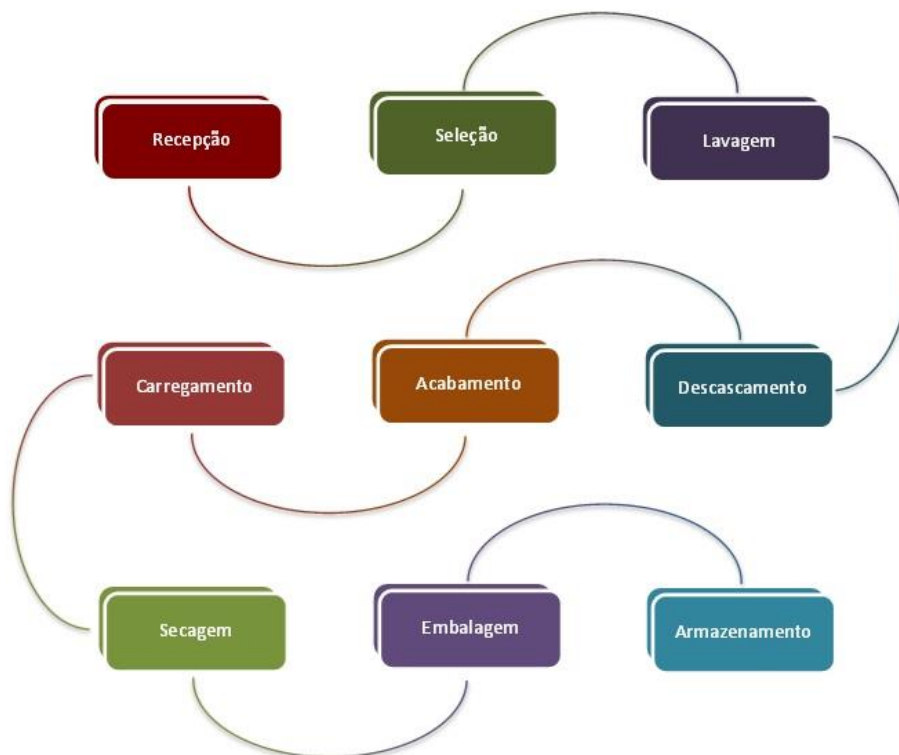 Recepção
Seleção
Lavagem
Carregamento
Acabamento
Descascamento
Secagem
Embalagem
Armazenamento